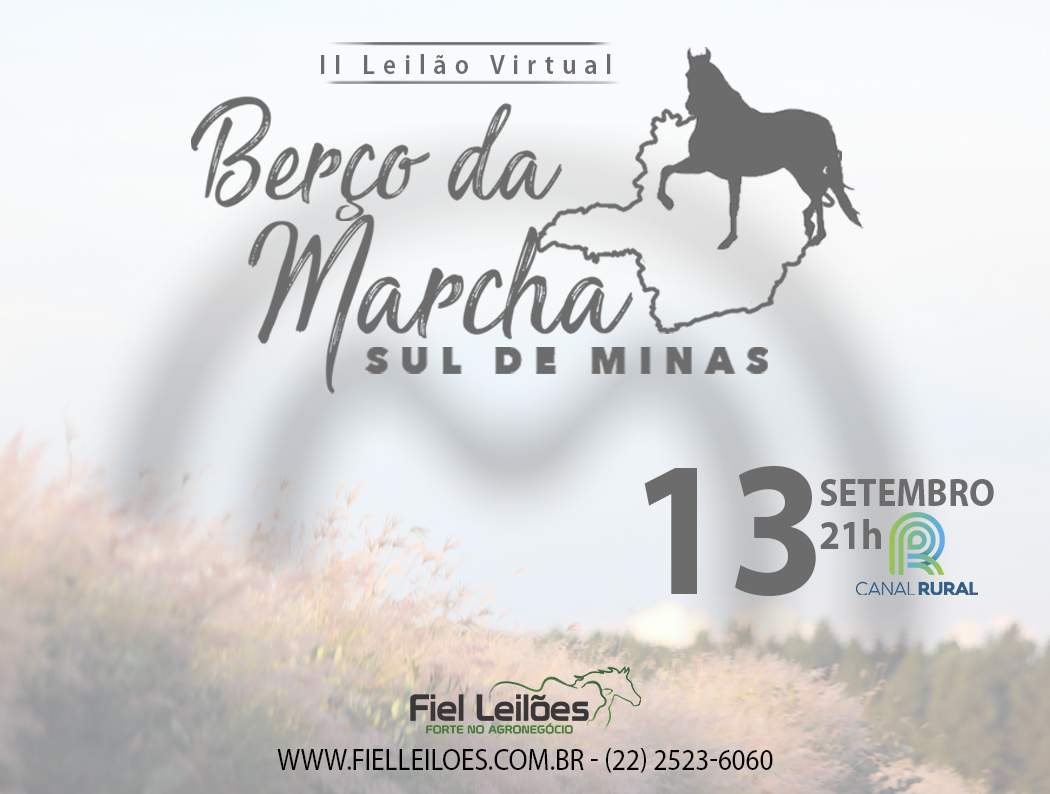 II Leilão Virtual
Berço da
Marcha
SUL DE MINAS
13 SETEMBRO
21h
CANAL RURAL
Fiel Leilões
FORTE NO AGRONEGÓCIO
WWW.FIELLEILOES.COM.BR - (22) 2523-6060